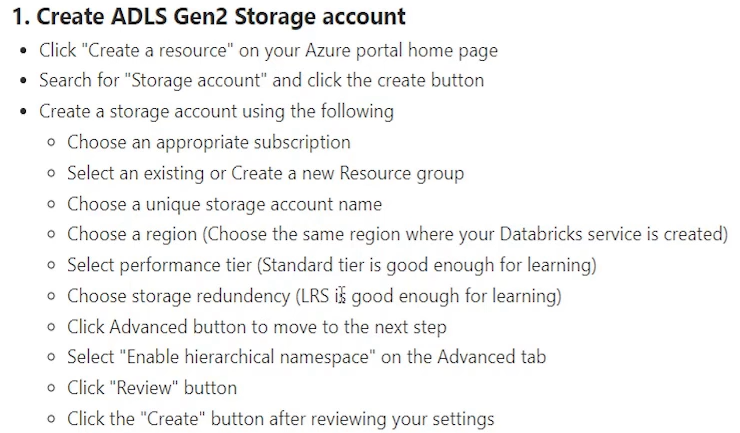 1. Create ADLS Gen2 Storage account
• Click "Create a resource" on your Azure portal home page
• Search for "Storage account" and click the create button
• Create a storage account using the following
◦ Choose an appropriate subscription
◦ Select an existing or Create a new Resource group
◦ Choose a unique storage account name
◦ Choose a region (Choose the same region where your Databricks service is created)
◦ Select performance tier (Standard tier is good enough for learning)
◦ Choose storage redundency (LRS is good enough for learning)
◦ Click Advanced button to move to the next step
◦ Select "Enable hierarchical namespace" on the Advanced tab
◦ Click "Review" button
◦ Click the "Create" button after reviewing your settings